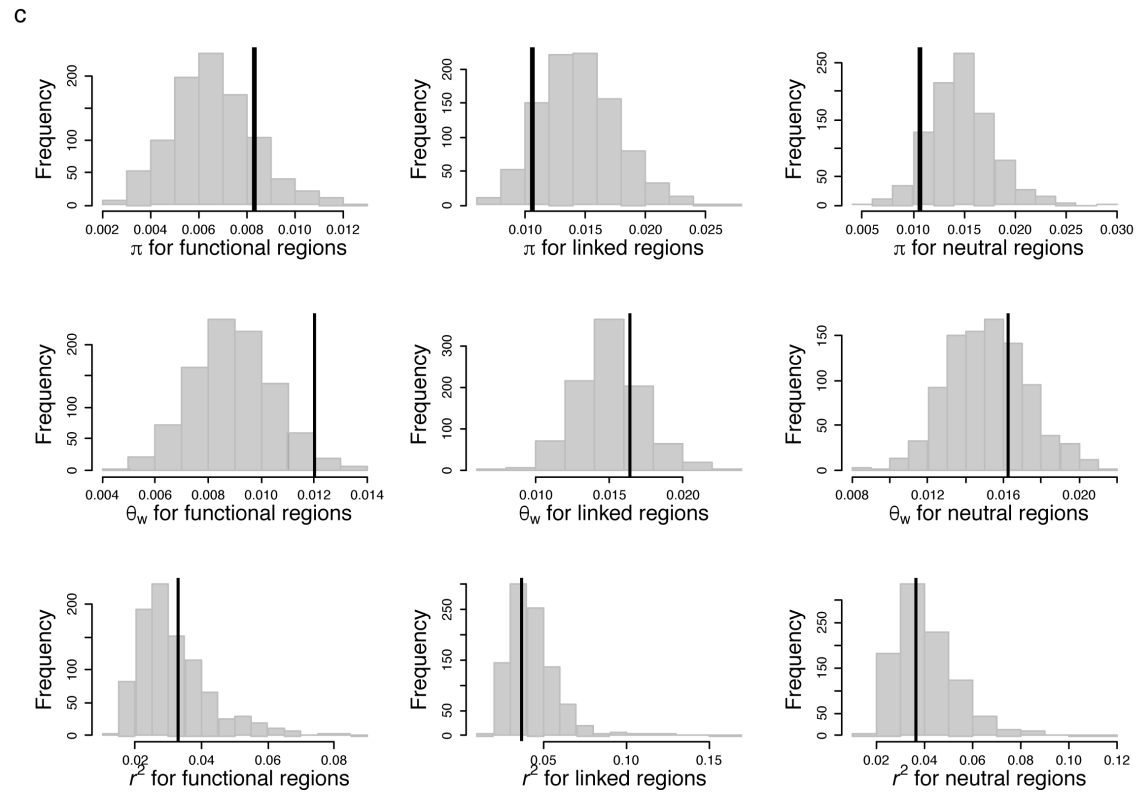 c
Frequency
0 50 100 200
0.002 0.004 0.006 0.008 0.010 0.012
π for functional regions
Frequency
0 50 100 150 200
0.010 0.015 0.020 0.025
π for linked regions
Frequency
0 50 150 250
0.005 0.010 0.015 0.020 0.025 0.030
π for neutral regions
Frequency
0 50 100 200
0.004 0.006 0.008 0.010 0.012 0.014
θw for functional regions
Frequency
0 100 200 300
0.010 0.015 0.020
θw for linked regions
Frequency
0 50 100 150
0.008 0.012 0.016 0.020
θw for neutral regions
Frequency
0 50 100 200
0.02 0.04 0.06 0.08
r² for functional regions
Frequency
0 50 150 250
0.05 0.10 0.15
r² for linked regions
Frequency
0 50 150 250
0.02 0.04 0.06 0.08 0.10 0.12
r² for neutral regions